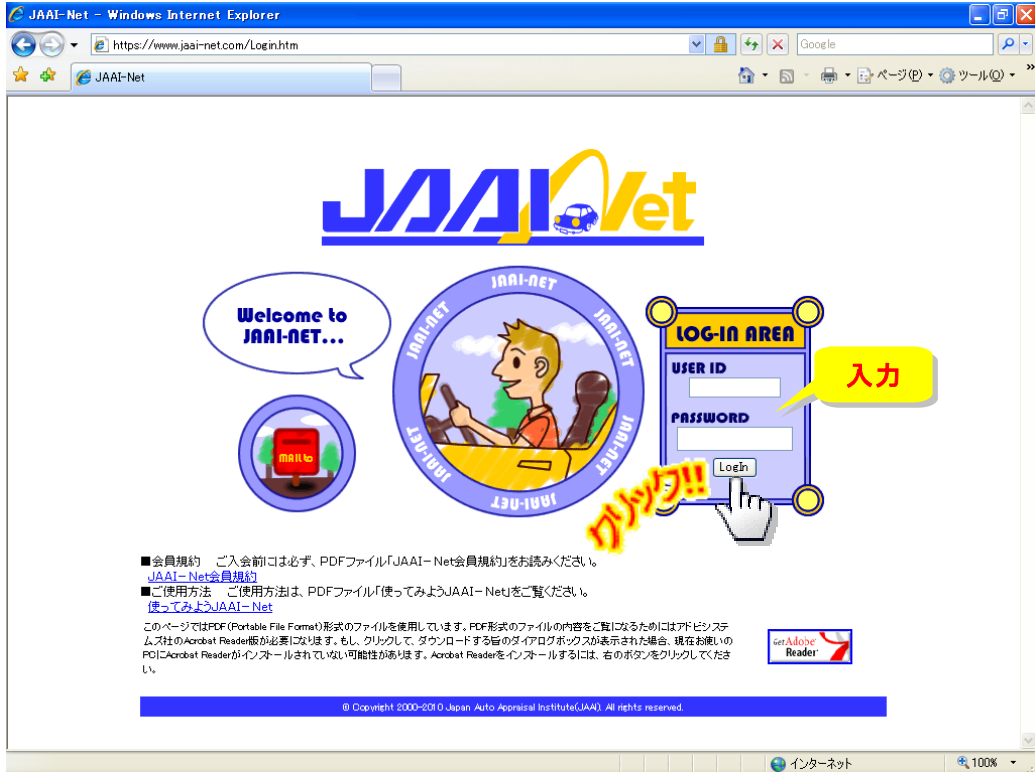 JAAI-Net - Windows Internet Explorer
https://www.jaai-net.com/Login.htm
Google
JAAI-Net
ページ(P)
ツール(O)
JAAI Net
Welcome to
JAAI-NET...
JAAI-NET
JAAI-NET
JAAI-NET
JAAI-NET
JAAI-NET
JAAI-NET
MAIL to
LOG-IN AREA
USER ID
入力
PASSWORD
LogIn
クリック!!
■会員規約 ご入会前には必ず、PDFファイル「JAAI-Net会員規約」をお読みください。
JAAI-Net会員規約
■ご使用方法 ご使用方法は、PDFファイル「使ってみようJAAI-Net」をご覧ください。
使ってみようJAAI-Net
このページではPDF(Portable File Format)形式のファイルを使用しています。PDF形式のファイルの内容をご覧になるためにはアドビシステ
ムズ社のAcrobat Reader版が必要になります。もし、クリックして、ダウンロードする旨のダイアログボックスが表示された場合、現在お使いの
PCにAcrobat Readerがインストールされていない可能性があります。Acrobat Readerをインストールするには、右のボタンをクリックしてくださ
い。
Get Adobe
Reader
© Copyright 2000-2010 Japan Auto Appraisal Institute(JAAI). All rights reserved.
インターネット
100%